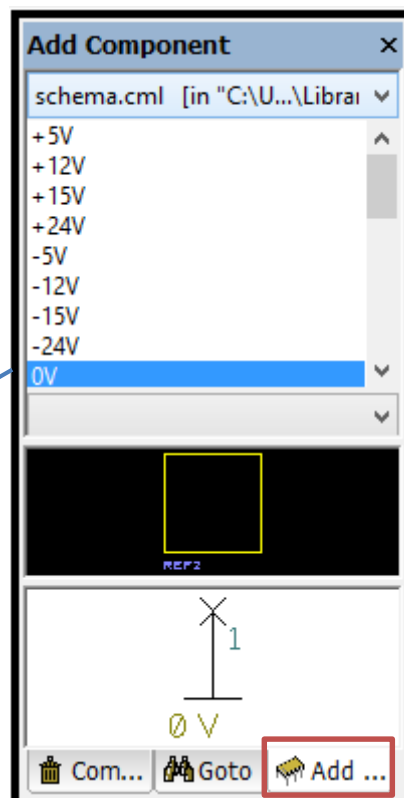 Add Component
schema.cml [in "C:\U...\Librar
+5V
+12V
+15V
+24V
-5V
-12V
-15V
-24V
0V
REF2
1
0 V
Com... Goto Add ...